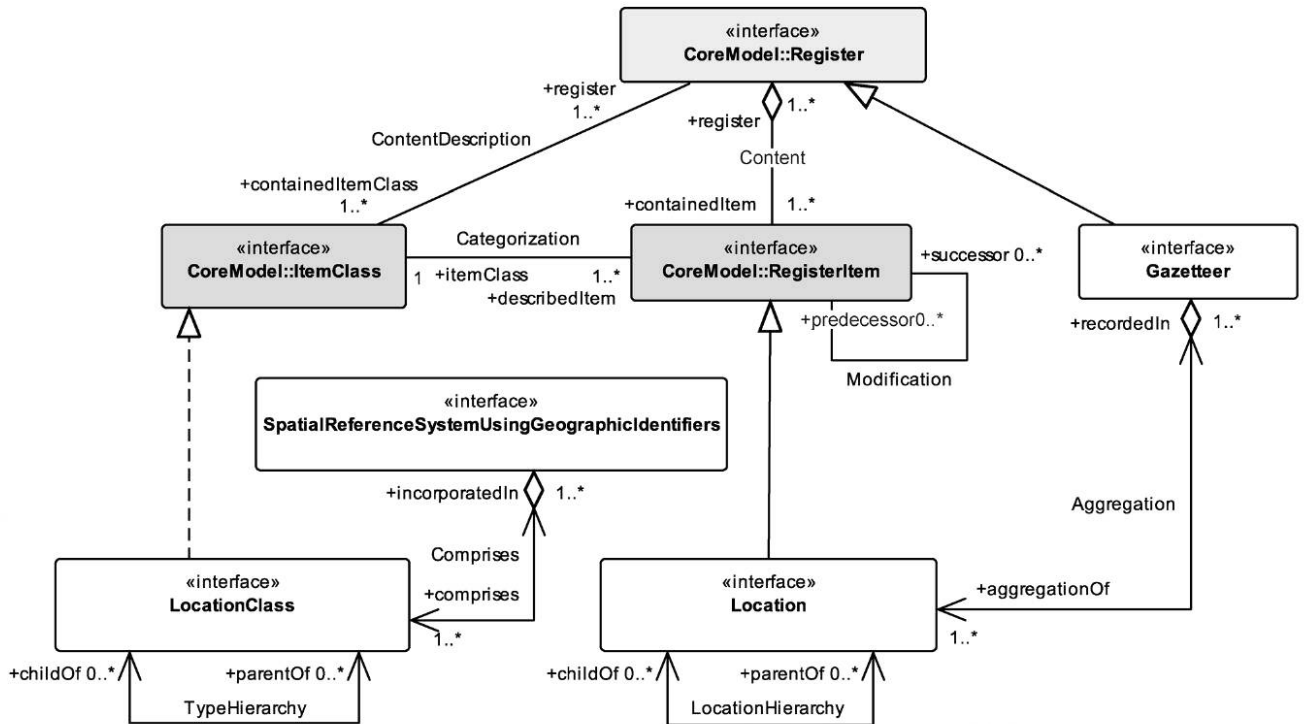 «interface»
CoreModel::Register
+register
1..*
+register
1..*
ContentDescription
Content
+containedItemClass
1..*
+containedItem
1..*
«interface»
CoreModel::ItemClass
Categorization
1
+itemClass
1..*
+describedItem
«interface»
CoreModel::RegisterItem
+successor 0..*
+predecessor0..*
Modification
«interface»
Gazetteer
+recordedIn
1..*
«interface»
SpatialReferenceSystemUsingGeographicIdentifiers
+incorporatedIn
1..*
Aggregation
Comprises
+comprises
1..*
«interface»
LocationClass
«interface»
Location
+aggregationOf
1..*
+childOf 0..*
+parentOf 0..*
TypeHierarchy
+childOf 0..*
+parentOf 0..*
LocationHierarchy